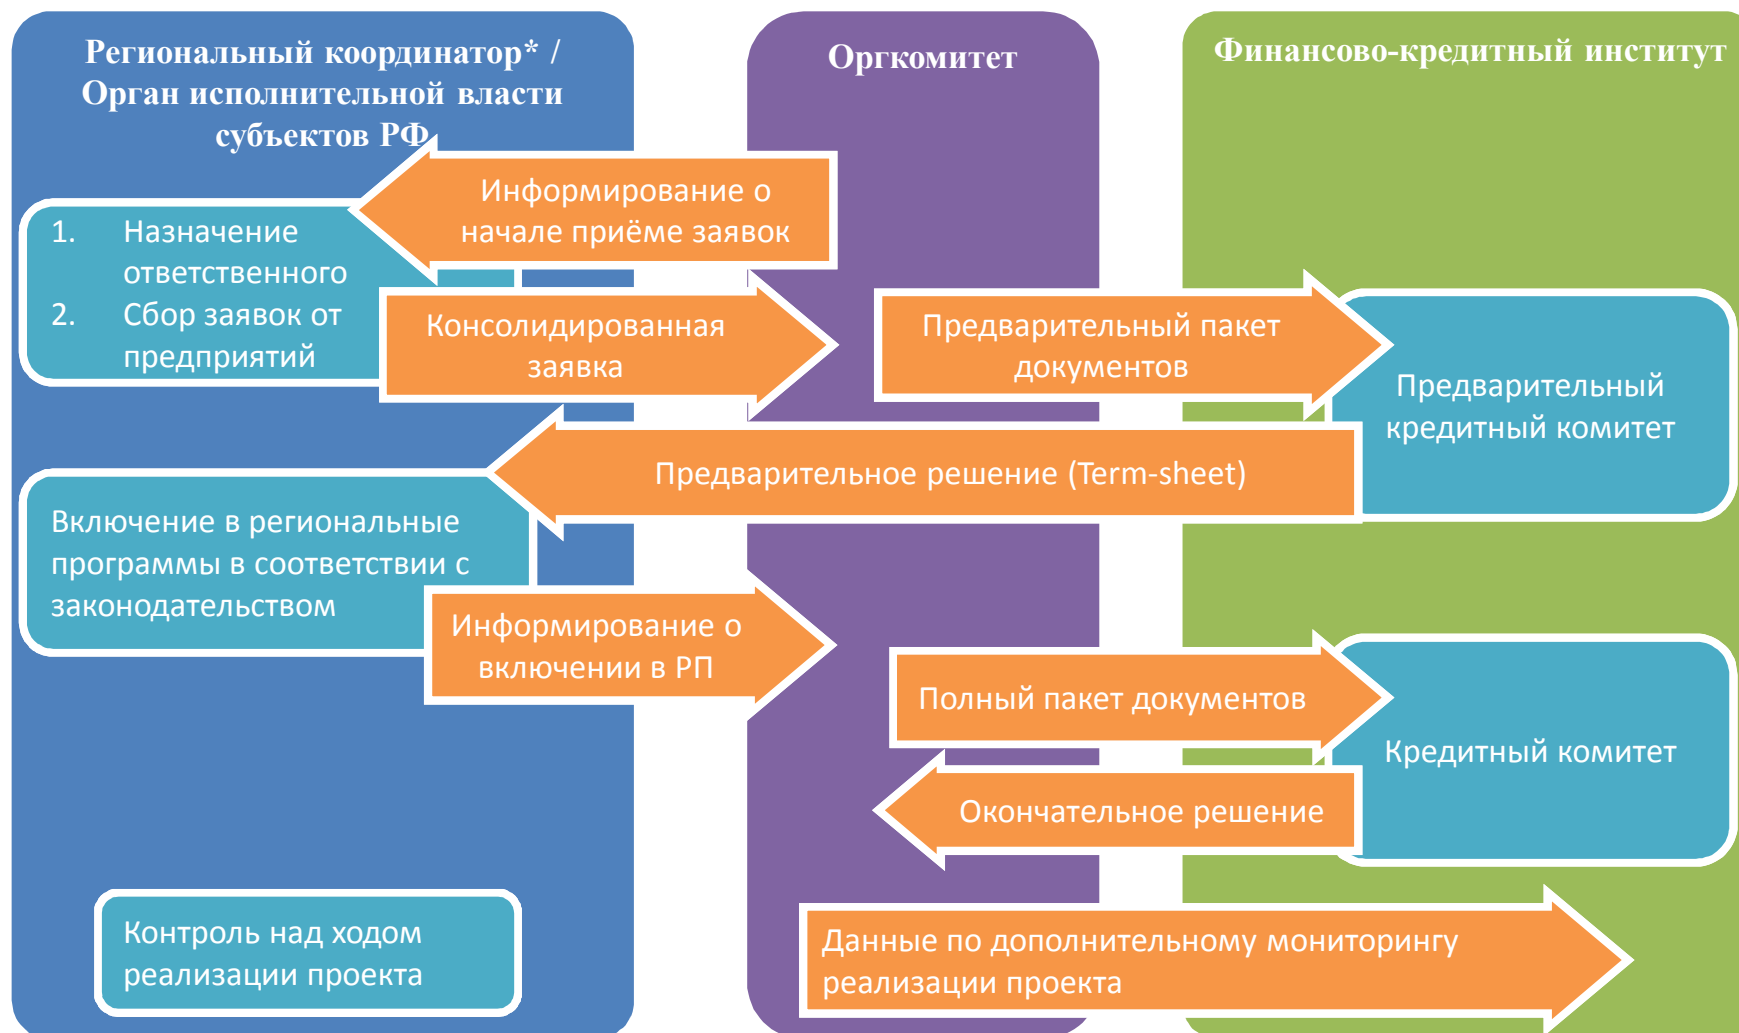 Региональный координатор* /
Орган исполнительной власти
субъектов РФ
Оргкомитет
Финансово-кредитный институт
Информирование о
начале приёме заявок
1. Назначение
ответственного
2. Сбор заявок от
предприятий
Консолидированная
заявка
Предварительный пакет
документов
Предварительный
кредитный комитет
Предварительное решение (Term-sheet)
Включение в региональные
программы в соответствии с
законодательством
Информирование о
включении в РП
Полный пакет документов
Кредитный комитет
Окончательное решение
Контроль над ходом
реализации проекта
Данные по дополнительному мониторингу
реализации проекта